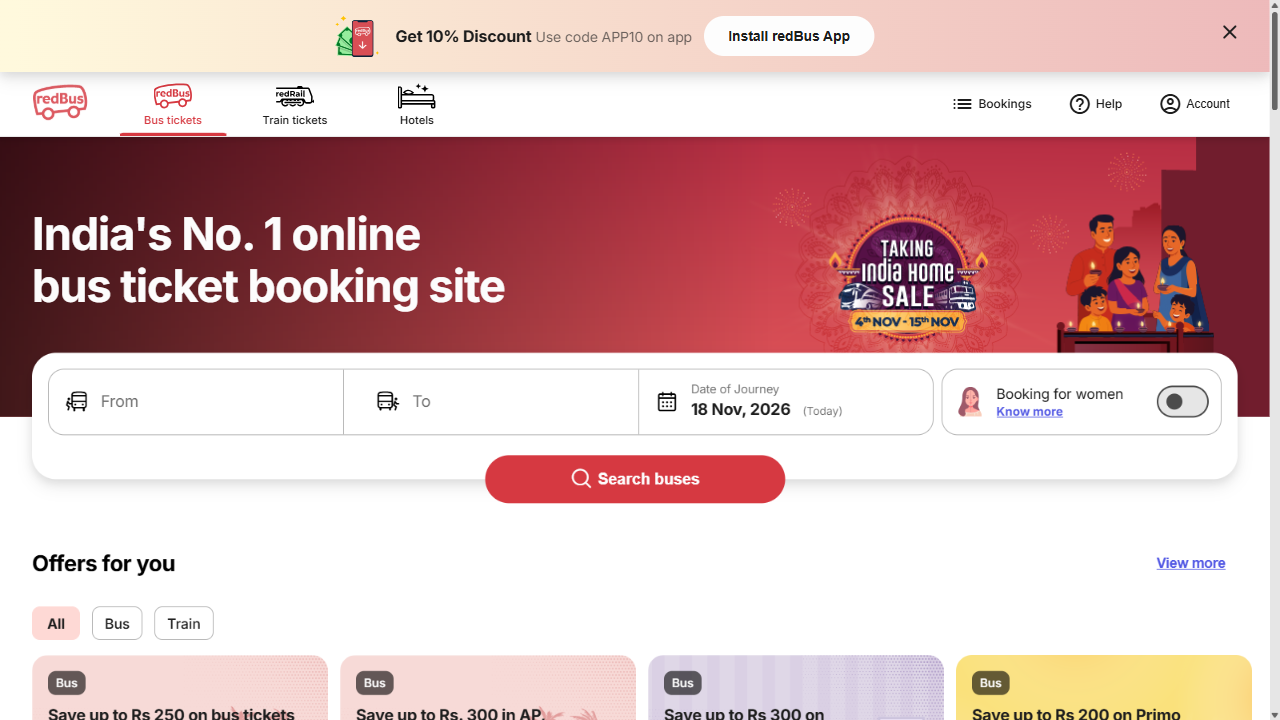 Get 10% Discount Use code APP10 on app
Install redBus App
redBus
redBus
Bus tickets
redRail
Train tickets
Hotels
Bookings
Help
Account
India's No. 1 online
bus ticket booking site
TAKING
India HOME
SALE
4th NOV - 15th NOV
From
To
Date of Journey
18 Nov, 2026 (Today)
Booking for women
Know more
Search buses
Offers for you
View more
All
Bus
Train
Bus
Bus
Bus
Bus
Save up to Rs 250 on bus tickets
Save up to Rs. 300 in AP,
Save up to Rs 300 on
Save up to Rs 200 on Primo